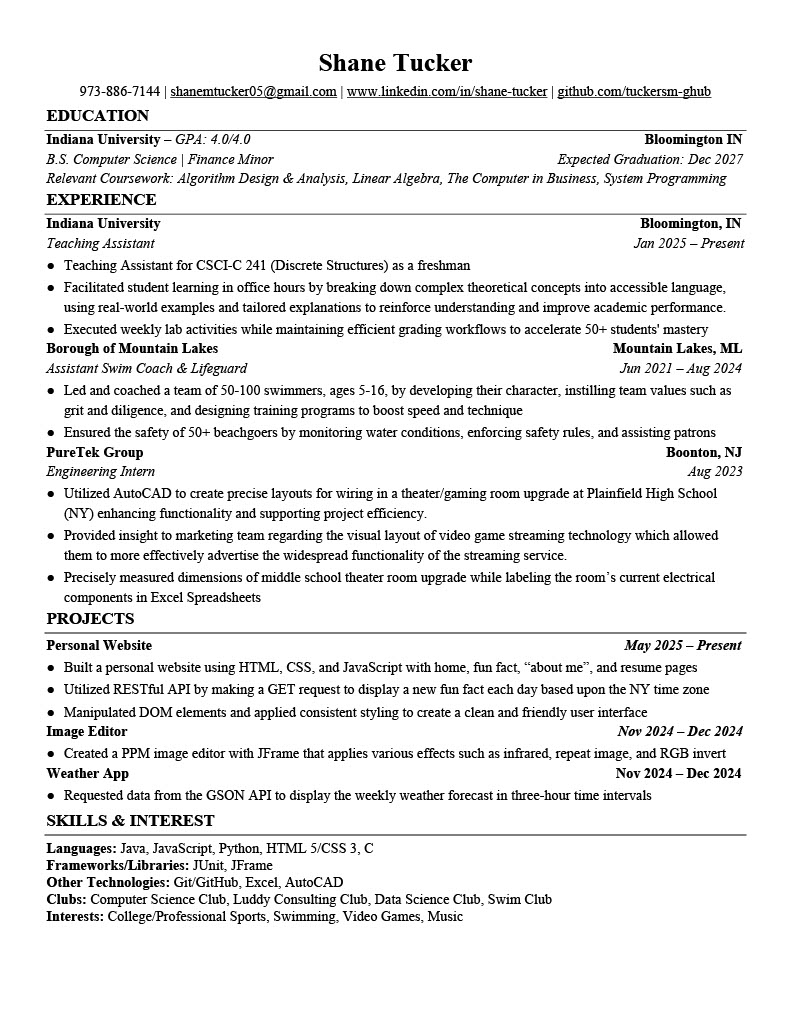 Shane Tucker
973-886-7144 | shanemtucker05@gmail.com | www.linkedin.com/in/shane-tucker | github.com/tuckersm-ghub
EDUCATION
Indiana University – GPA: 4.0/4.0 Bloomington IN
B.S. Computer Science | Finance Minor Expected Graduation: Dec 2027
Relevant Coursework: Algorithm Design & Analysis, Linear Algebra, The Computer in Business, System Programming
EXPERIENCE
Indiana University Bloomington, IN
Teaching Assistant Jan 2025 – Present
● Teaching Assistant for CSCI-C 241 (Discrete Structures) as a freshman
● Facilitated student learning in office hours by breaking down complex theoretical concepts into accessible language,
using real-world examples and tailored explanations to reinforce understanding and improve academic performance.
● Executed weekly lab activities while maintaining efficient grading workflows to accelerate 50+ students' mastery
Borough of Mountain Lakes Mountain Lakes, ML
Assistant Swim Coach & Lifeguard Jun 2021 – Aug 2024
● Led and coached a team of 50-100 swimmers, ages 5-16, by developing their character, instilling team values such as
grit and diligence, and designing training programs to boost speed and technique
● Ensured the safety of 50+ beachgoers by monitoring water conditions, enforcing safety rules, and assisting patrons
PureTek Group Boonton, NJ
Engineering Intern Aug 2023
● Utilized AutoCAD to create precise layouts for wiring in a theater/gaming room upgrade at Plainfield High School
(NY) enhancing functionality and supporting project efficiency.
● Provided insight to marketing team regarding the visual layout of video game streaming technology which allowed
them to more effectively advertise the widespread functionality of the streaming service.
● Precisely measured dimensions of middle school theater room upgrade while labeling the room’s current electrical
components in Excel Spreadsheets
PROJECTS
Personal Website May 2025 – Present
● Built a personal website using HTML, CSS, and JavaScript with home, fun fact, “about me”, and resume pages
● Utilized RESTful API by making a GET request to display a new fun fact each day based upon the NY time zone
● Manipulated DOM elements and applied consistent styling to create a clean and friendly user interface
Image Editor Nov 2024 – Dec 2024
● Created a PPM image editor with JFrame that applies various effects such as infrared, repeat image, and RGB invert
Weather App Nov 2024 – Dec 2024
● Requested data from the GSON API to display the weekly weather forecast in three-hour time intervals
SKILLS & INTEREST
Languages: Java, JavaScript, Python, HTML 5/CSS 3, C
Frameworks/Libraries: JUnit, JFrame
Other Technologies: Git/GitHub, Excel, AutoCAD
Clubs: Computer Science Club, Luddy Consulting Club, Data Science Club, Swim Club
Interests: College/Professional Sports, Swimming, Video Games, Music